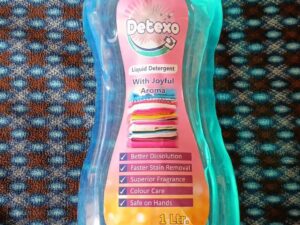 Detexo
Liquid Detergent
With Joyful
Aroma
Better Dissolution
Faster Stain Removal
Superior Fragrance
Colour Care
Safe on Hands
1 Ltr